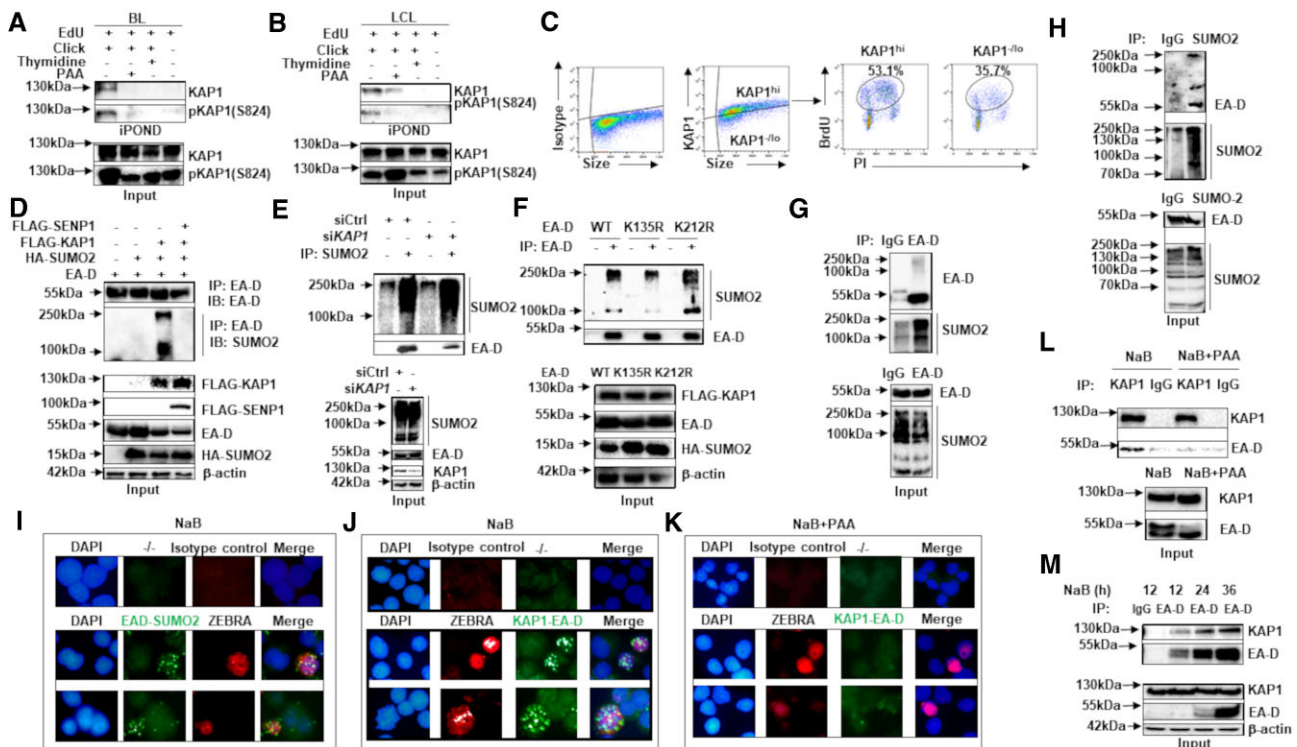 A
BL
EdU + + + +
Click + + + -
Thymidine - - + -
PAA - + - -
130kDa
KAP1
130kDa
pKAP1(S824)
iPOND
130kDa
KAP1
130kDa
pKAP1(S824)
Input
B
LCL
EdU + + + +
Click + + + -
Thymidine - - + -
PAA - + - -
130kDa
KAP1
130kDa
pKAP1(S824)
iPOND
130kDa
KAP1
130kDa
pKAP1(S824)
Input
C
Isotype
Size
KAP1
KAP1hi
KAP1-/lo
Size
KAP1hi
53.1%
KAP1-/lo
35.7%
BrdU
PI
D
FLAG-SENP1 - - - +
FLAG-KAP1 - - + +
HA-SUMO2 - + + +
EA-D + + + +
55kDa
IP: EA-D
IB: EA-D
250kDa
100kDa
IP: EA-D
IB: SUMO2
130kDa
FLAG-KAP1
100kDa
FLAG-SENP1
55kDa
EA-D
15kDa
HA-SUMO2
42kDa
β-actin
Input
E
siCtrl + + - -
siKAP1 - - + +
IP: SUMO2 - + - +
250kDa
100kDa
SUMO2
55kDa
EA-D
siCtrl + -
siKAP1 - +
250kDa
100kDa
SUMO2
55kDa
EA-D
130kDa
KAP1
42kDa
β-actin
Input
F
EA-D WT K135R K212R
IP: EA-D - + - + - +
250kDa
100kDa
SUMO2
55kDa
EA-D
EA-D WT K135R K212R
130kDa
FLAG-KAP1
55kDa
EA-D
15kDa
HA-SUMO2
42kDa
β-actin
Input
G
IP: IgG EA-D
250kDa
100kDa
55kDa
250kDa
100kDa
SUMO2
IgG EA-D
55kDa
EA-D
250kDa
100kDa
SUMO2
Input
H
IP: IgG SUMO2
250kDa
100kDa
55kDa
EA-D
250kDa
130kDa
100kDa
70kDa
SUMO2
IgG SUMO-2
55kDa
EA-D
250kDa
130kDa
100kDa
70kDa
SUMO2
Input
I
NaB
DAPI -/- Isotype control Merge
EAD-SUMO2 ZEBRA Merge
J
NaB
DAPI Isotype control -/- Merge
ZEBRA KAP1-EA-D Merge
K
NaB+PAA
DAPI Isotype control -/- Merge
ZEBRA KAP1-EA-D Merge
L
NaB NaB+PAA
IP: KAP1 IgG KAP1 IgG
130kDa
KAP1
55kDa
EA-D
NaB NaB+PAA
130kDa
KAP1
55kDa
EA-D
Input
M
NaB (h) 12 12 24 36
IP: IgG EA-D EA-D EA-D
130kDa
KAP1
55kDa
EA-D
130kDa
KAP1
55kDa
EA-D
42kDa
β-actin
Input